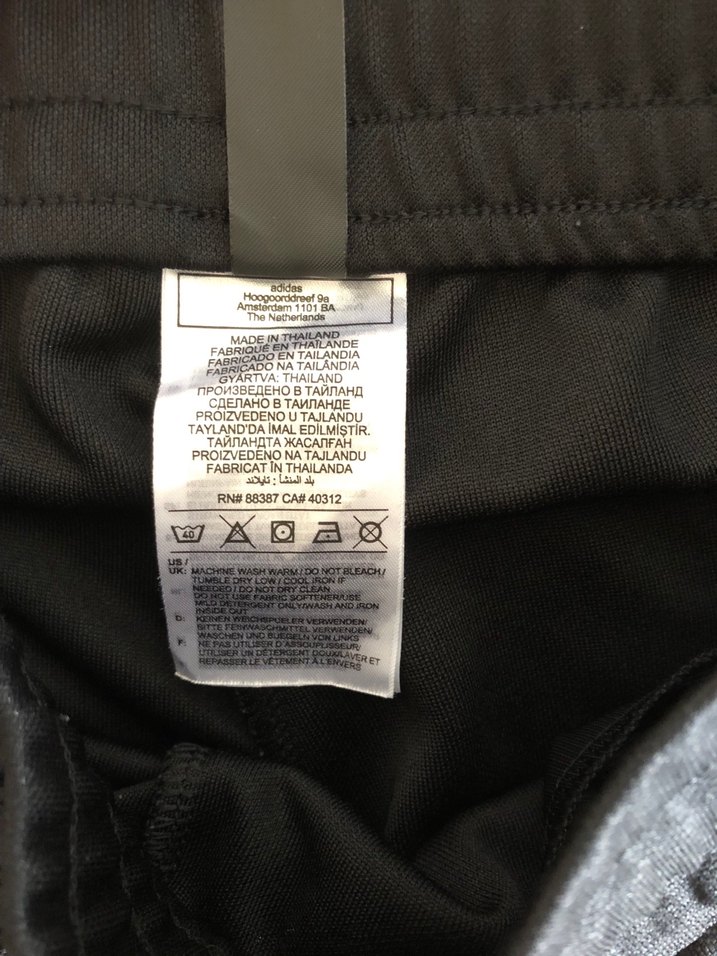 adidas
Hoogoorddreef 9a
Amsterdam 1101 BA
The Netherlands
MADE IN THAILAND
FABRIQUÉ EN THAÏLANDE
FABRICADO EN TAILANDIA
FABRICADO NA TAILÂNDIA
GYÁRTVA: THAILAND
ПРОИЗВЕДЕНО В ТАЙЛАНД
СДЕЛАНО В ТАИЛАНДЕ
PROIZVEDENO U TAJLANDU
TAYLAND'DA İMAL EDİLMİŞTİR.
ТАЙЛАНДТА ЖАСАЛҒАН
PROIZVEDENO NA TAJLANDU
FABRICAT ÎN THAILANDA
بلد المنشأ : تايلاند
RN# 88387 CA# 40312
40
US /
UK: MACHINE WASH WARM / DO NOT BLEACH /
TUMBLE DRY LOW / COOL IRON IF
NEEDED / DO NOT DRY CLEAN
DO NOT USE FABRIC SOFTENER/USE
MILD DETERGENT ONLY/WASH AND IRON
INSIDE OUT
D: KEINEN WEICHSPUELER VERWENDEN/
BITTE FEINWASCHMITTEL VERWENDEN/
WASCHEN UND BUEGELN VON LINKS
F: NE PAS UTILISER D'ASSOUPLISSEUR/
UTILISER UN DÉTERGENT DOUX/LAVER ET
REPASSER LE VÊTEMENT À L'ENVERS